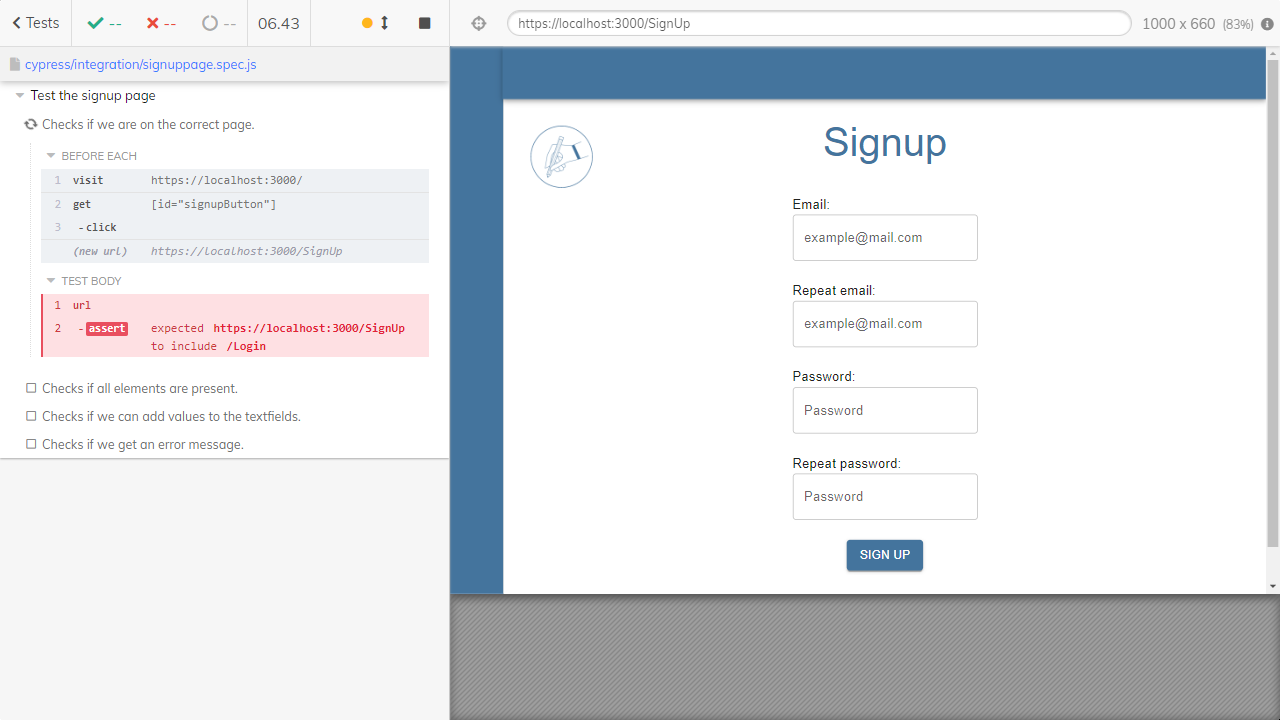 Tests -- -- -- 06.43 https://localhost:3000/SignUp 1000 x 660 (83%)
cypress/integration/signuppage.spec.js
Test the signup page
Checks if we are on the correct page.
BEFORE EACH
1 visit https://localhost:3000/
2 get [id="signupButton"]
3 -click
(new url) https://localhost:3000/SignUp
TEST BODY
1 url
2 -assert expected https://localhost:3000/SignUp
to include /Login
Checks if all elements are present.
Checks if we can add values to the textfields.
Checks if we get an error message.
Signup
Email:
example@mail.com
Repeat email:
example@mail.com
Password:
Password
Repeat password:
Password
SIGN UP